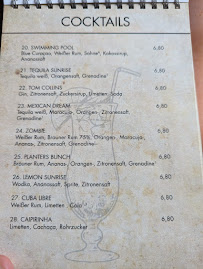 COCKTAILS
20. SWIMMING POOL 6,80
Blue Curacao, Weißer Rum, Sahne, Kokossirup,
Ananassaft
21. TEQUILA SUNRISE 6,80
Tequila weiß, Orangensaft, Grenadine
22. TOM COLLINS 6,80
Gin, Zitronensaft, Zuckersirup, Limetten, Soda
23. MEXICAN DREAM 6,80
Tequila weiß, Maracuja-, Orangen-, Zitronensaft,
Grenadine
24. ZOMBIE 6,80
Weißer Rum, Brauner Rum 75%, Orangen-, Maracuja-
Ananas-, Zitronensaft, Grenadine
25. PLANTERS BUNCH 6,80
Brauner Rum, Ananas-, Orangen-, Zitronensaft, Grenadine
26. LEMON SUNRIST 6,80
Wodka, Ananassaft, Sprite, Zitronensaft
27. CUBA LIBRE 6,80
Weißer Rum, Limetten, Cola
28. CAIPIRINHA 6,80
Limetten, Cachaca, Rohrzucker